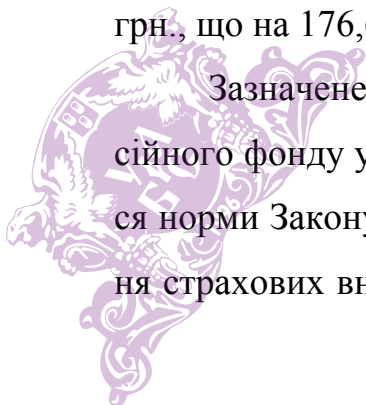 грн., що на 176,
Зазначене
сійного фонду у
ся норми Закону
ня страхових вн